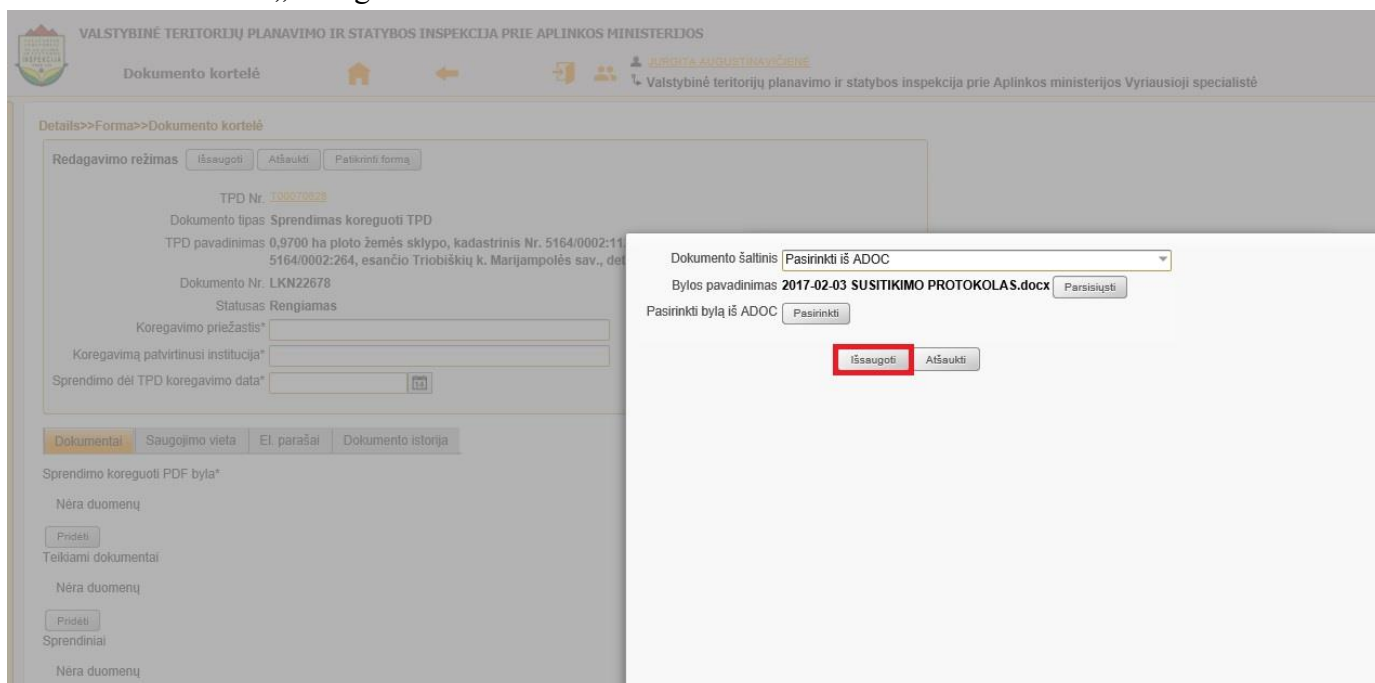 VALSTYBINĖ TERITORIJŲ PLANAVIMO IR STATYBOS INSPEKCIJA PRIE APLINKOS MINISTERIJOS
Dokumento kortelė
JURGITA AUGUSTINAVIČIENĖ
Valstybinė teritorijų planavimo ir statybos inspekcija prie Aplinkos ministerijos Vyriausioji specialistė
Details>>Forma>>Dokumento kortelė
Redagavimo režimas Išsaugoti Atšaukti Patikrinti formą
TPD Nr. T00070628
Dokumento tipas Sprendimas koreguoti TPD
TPD pavadinimas 0,9700 ha ploto žemės sklypo, kadastrinis Nr. 5164/0002:11
5164/0002:264, esančio Triobiškių k. Marijampolės sav., det
Dokumento Nr. LKN22678
Statusas Rengiamas
Koregavimo priežastis*
Koregavimą patvirtinusi institucija*
Sprendimo dėl TPD koregavimo data*
Dokumentai Saugojimo vieta El. parašai Dokumento istorija
Sprendimo koreguoti PDF byla*
Nėra duomenų
Pridėti
Teikiami dokumentai
Nėra duomenų
Pridėti
Sprendiniai
Nėra duomenų
Dokumento šaltinis Pasirinkti iš ADOC
Bylos pavadinimas 2017-02-03 SUSITIKIMO PROTOKOLAS.docx Parsisiųsti
Pasirinkti bylą iš ADOC Pasirinkti
Išsaugoti Atšaukti